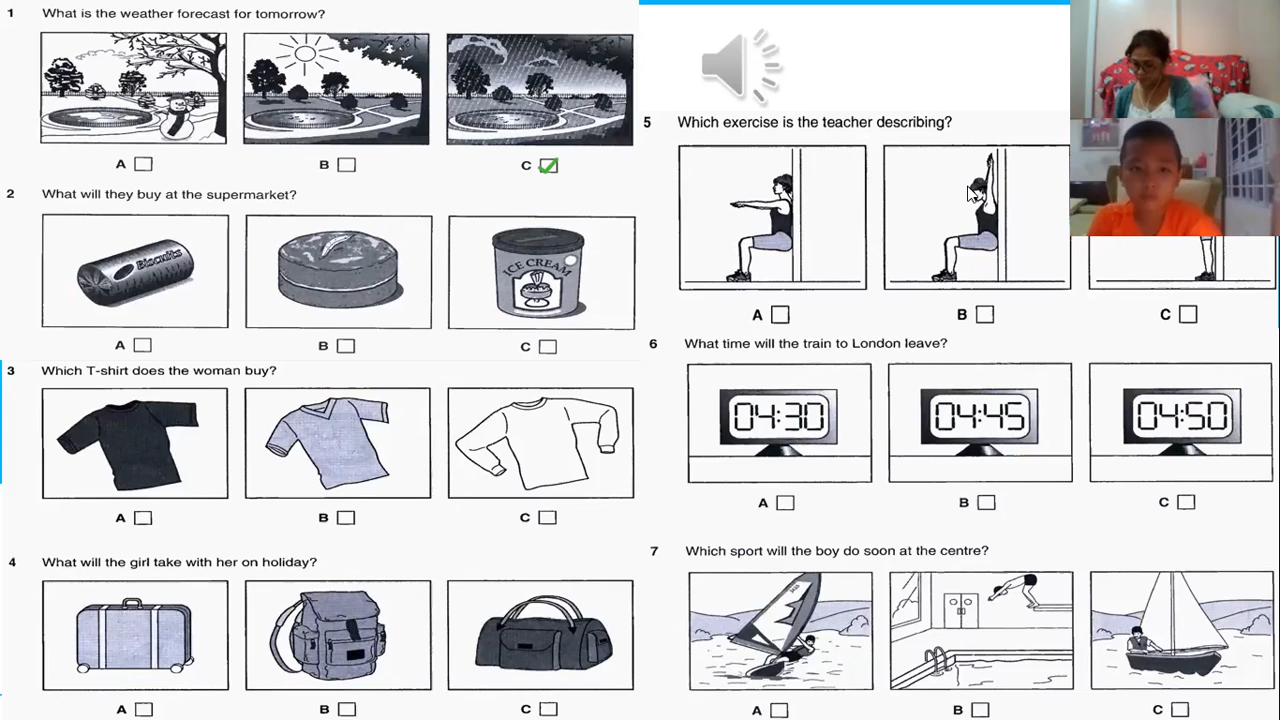 1 What is the weather forecast for tomorrow?
A B C
2 What will they buy at the supermarket?
Biscuits
ICE CREAM
A B C
3 Which T-shirt does the woman buy?
A B C
4 What will the girl take with her on holiday?
A B C
5 Which exercise is the teacher describing?
A B C
6 What time will the train to London leave?
04:30 04:45 04:50
A B C
7 Which sport will the boy do soon at the centre?
A B C